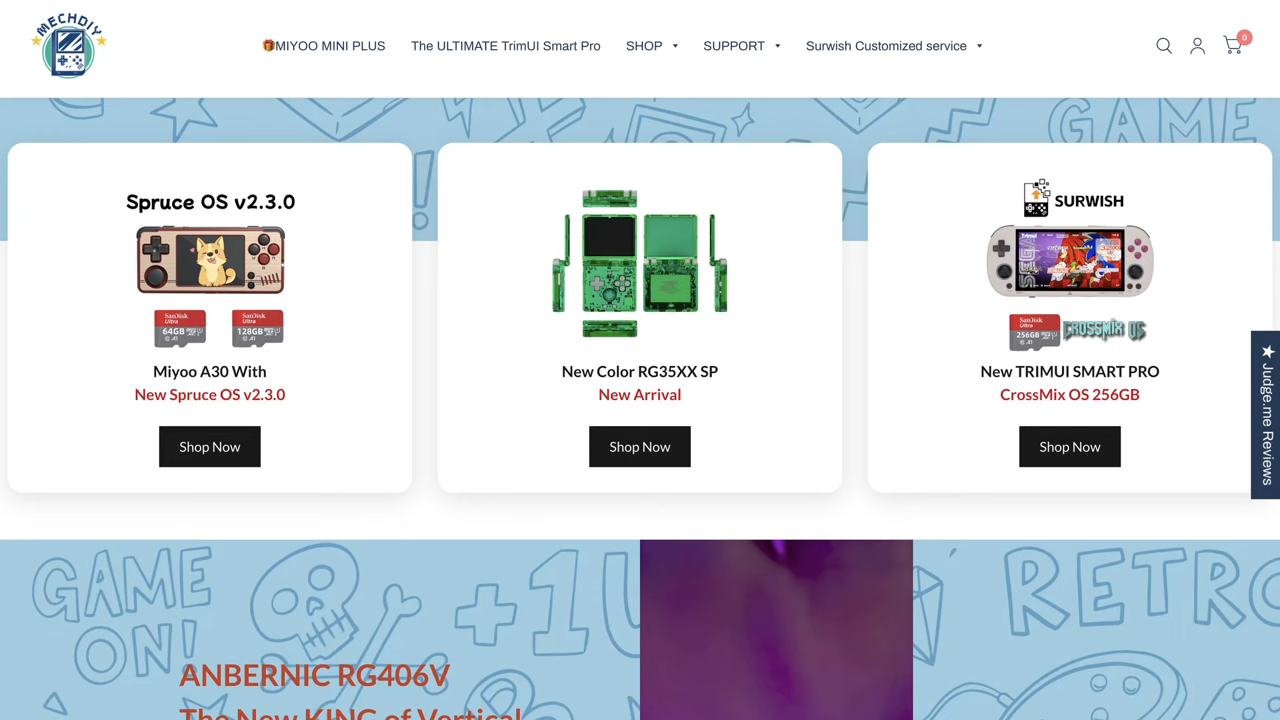 MECHDIY
🎁MIYOO MINI PLUS
The ULTIMATE TrimUI Smart Pro
SHOP
SUPPORT
Surwish Customized service
0
GAME
Spruce OS v2.3.0
SanDisk
Ultra
64GB
SanDisk
Ultra
128GB
Miyoo A30 With
New Spruce OS v2.3.0
Shop Now
New Color RG35XX SP
New Arrival
Shop Now
SURWISH
SanDisk
Ultra
256GB
CROSSMIX OS
New TRIMUI SMART PRO
CrossMix OS 256GB
Shop Now
★ Judge.me Reviews
GAME
ON!
+1U
RETRO
ANBERNIC RG406V
The New KING of Vertical